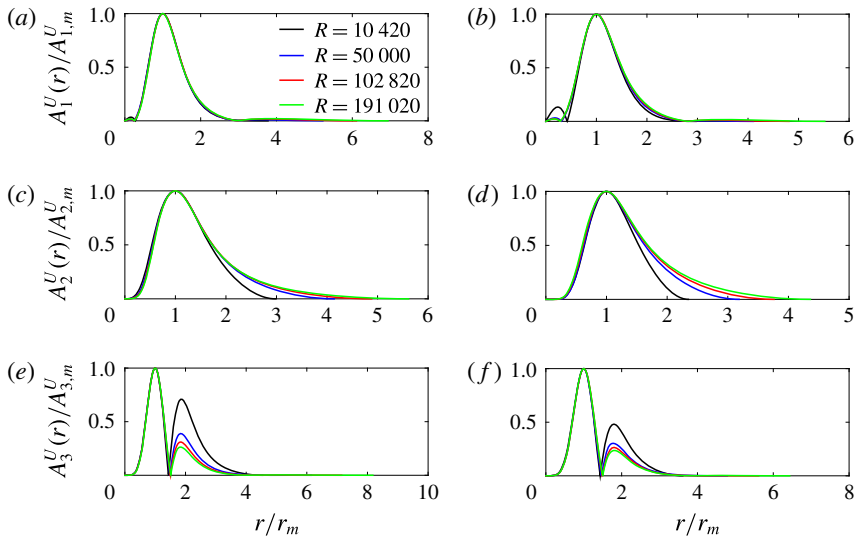 (a) 1.0 0.5 0 2 4 6 8
A_1^U(r)/A_{1,m}^U
R = 10 420
R = 50 000
R = 102 820
R = 191 020
(b) 1.0 0.5 0 1 2 3 4 5 6
(c) 1.0 0.5 0 1 2 3 4 5 6
A_2^U(r)/A_{2,m}^U
(d) 1.0 0.5 0 1 2 3 4 5
(e) 1.0 0.5 0 2 4 6 8 10
A_3^U(r)/A_{3,m}^U
r/r_m
(f) 1.0 0.5 0 2 4 6 8
r/r_m